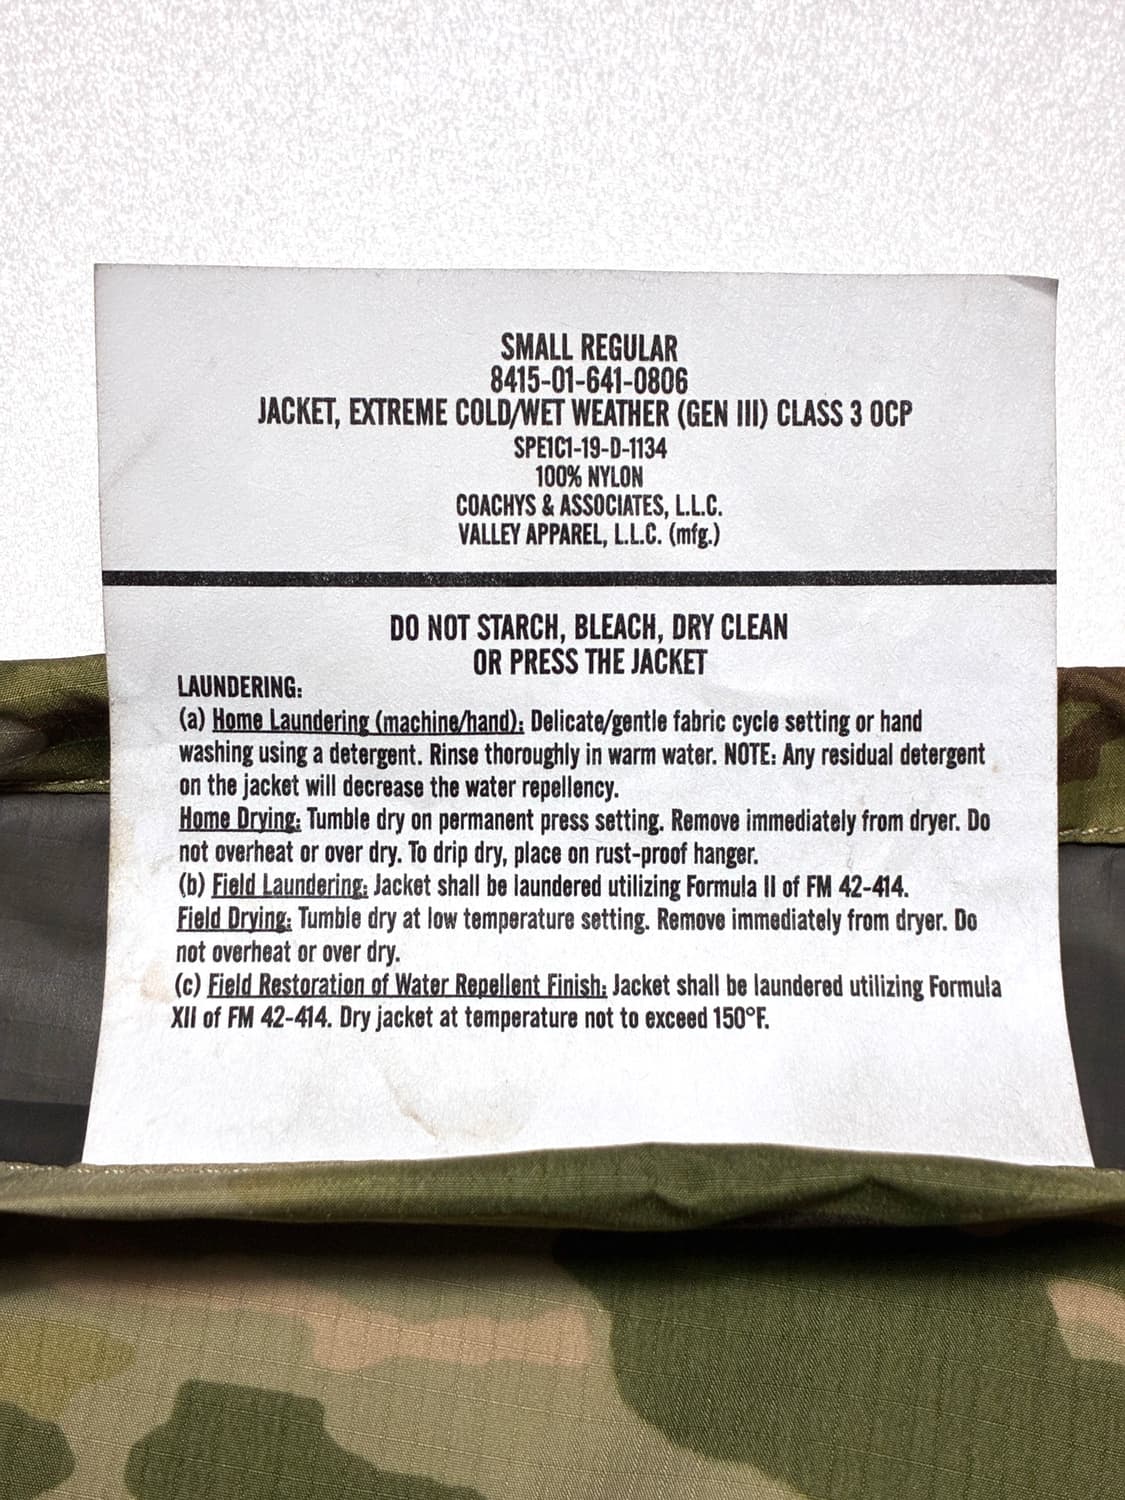 SMALL REGULAR
8415-01-641-0806
JACKET, EXTREME COLD/WET WEATHER (GEN III) CLASS 3 OCP
SPE1C1-19-D-1134
100% NYLON
COACHYS & ASSOCIATES, L.L.C.
VALLEY APPAREL, L.L.C. (mfg.)
DO NOT STARCH, BLEACH, DRY CLEAN
OR PRESS THE JACKET
LAUNDERING:
(a) Home Laundering (machine/hand): Delicate/gentle fabric cycle setting or hand
washing using a detergent. Rinse thoroughly in warm water. NOTE: Any residual detergent
on the jacket will decrease the water repellency.
Home Drying: Tumble dry on permanent press setting. Remove immediately from dryer. Do
not overheat or over dry. To drip dry, place on rust-proof hanger.
(b) Field Laundering: Jacket shall be laundered utilizing Formula II of FM 42-414.
Field Drying: Tumble dry at low temperature setting. Remove immediately from dryer. Do
not overheat or over dry.
(c) Field Restoration of Water Repellent Finish: Jacket shall be laundered utilizing Formula
XII of FM 42-414. Dry jacket at temperature not to exceed 150°F.